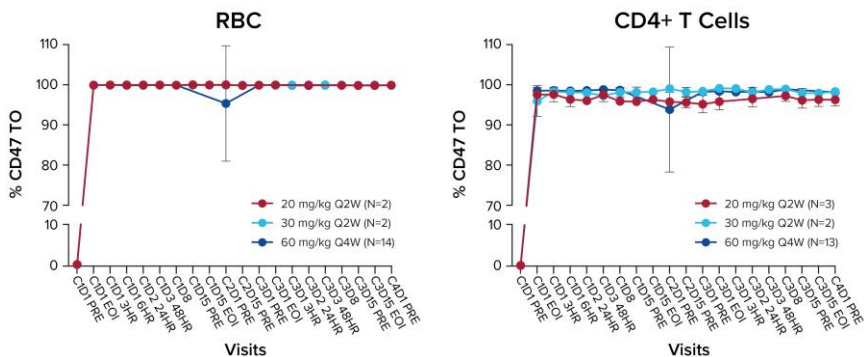 RBC
% CD47 TO
110
100
90
80
70
10
0
20 mg/kg Q2W (N=2)
30 mg/kg Q2W (N=2)
60 mg/kg Q4W (N=14)
C1D1 PRE
C1D1 EOI
C1D1 3HR
C1D1 6HR
C1D2 24HR
C1D3 48HR
C1D8
C1D15 PRE
C1D15 EOI
C2D1 PRE
C2D15 PRE
C3D1 PRE
C3D1 EOI
C3D1 3HR
C3D2 24HR
C3D3 48HR
C3D8
C3D15 PRE
C3D15 EOI
C4D1 PRE
Visits
CD4+ T Cells
% CD47 TO
110
100
90
80
70
10
0
20 mg/kg Q2W (N=3)
30 mg/kg Q2W (N=2)
60 mg/kg Q4W (N=13)
C1D1 PRE
C1D1 EOI
C1D1 3HR
C1D1 6HR
C1D2 24HR
C1D3 48HR
C1D8
C1D15 PRE
C1D15 EOI
C2D1 PRE
C2D15 PRE
C3D1 PRE
C3D1 EOI
C3D1 3HR
C3D2 24HR
C3D3 48HR
C3D8
C3D15 PRE
C3D15 EOI
C4D1 PRE
Visits